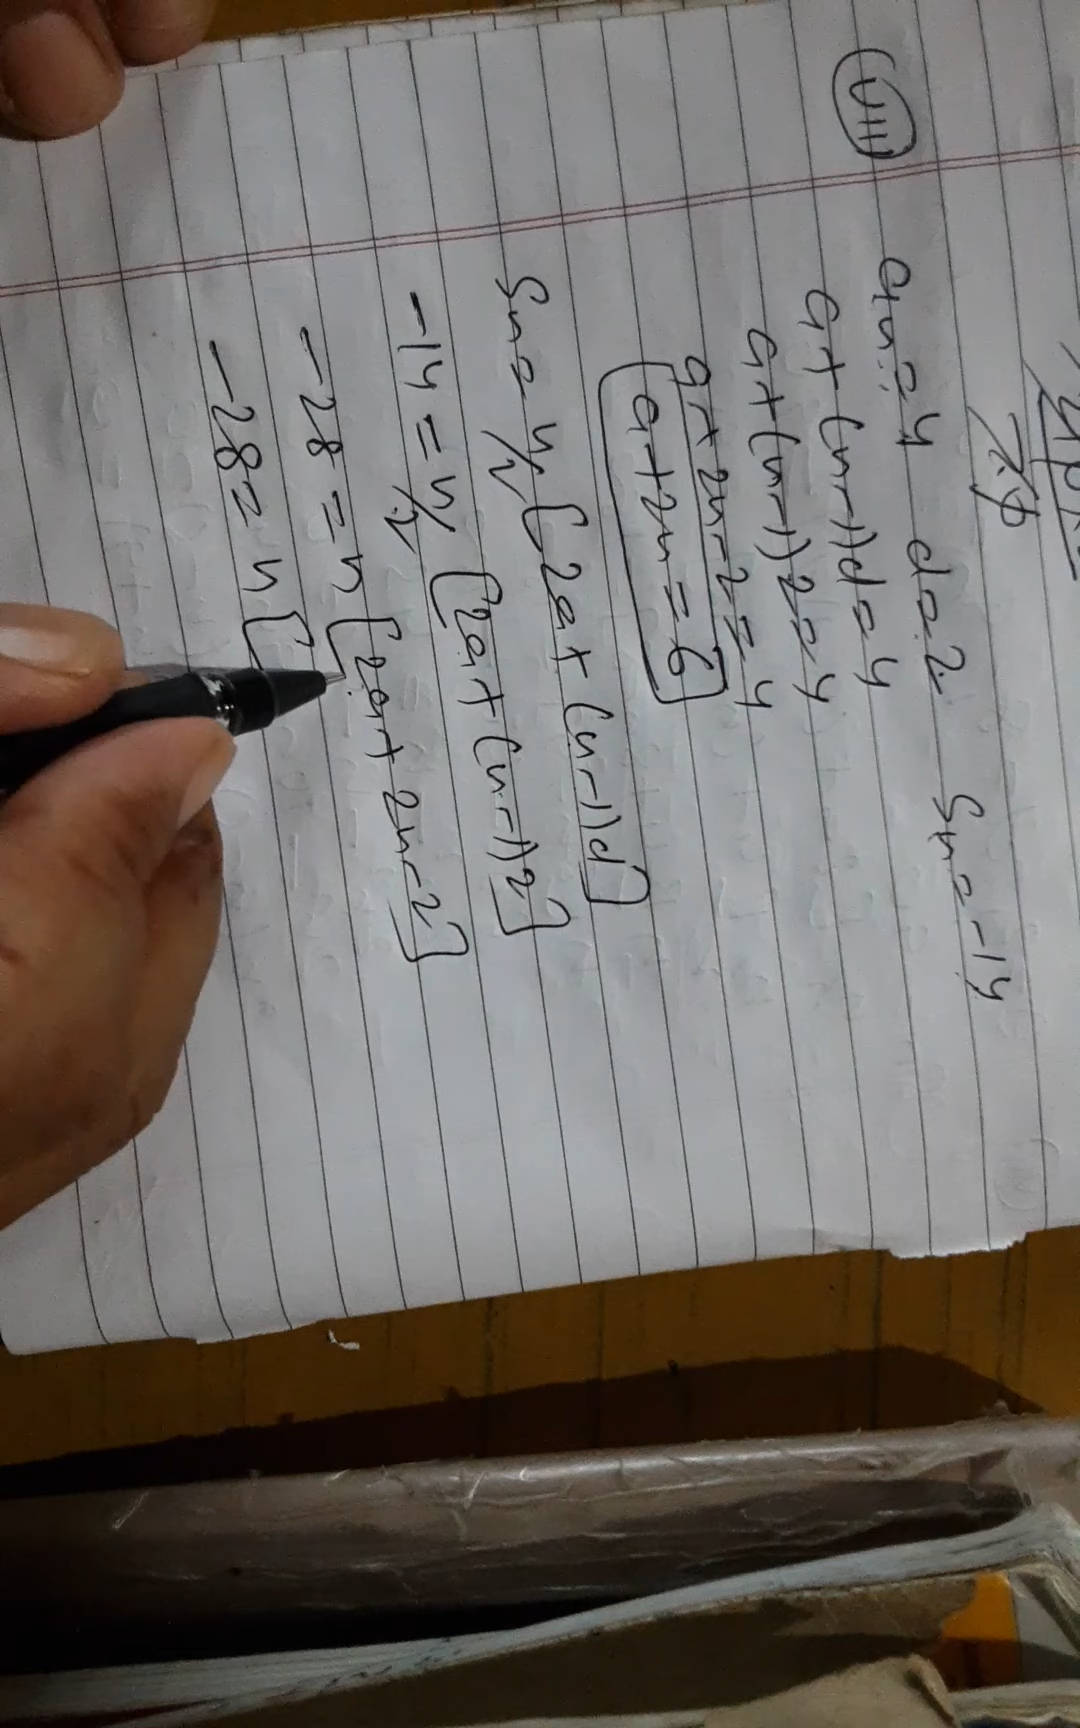 (VIII) an = 4 d = 2 Sn = -14
a + (n-1)d = 4
a + (n-1)2 = 4
a + 2n - 2 = 4
a + 2n = 6
Sn = n/2 [2a + (n-1)d]
-14 = n/2 [2a + (n-1)2]
-28 = n [2a + 2n - 2]
-28 = n [